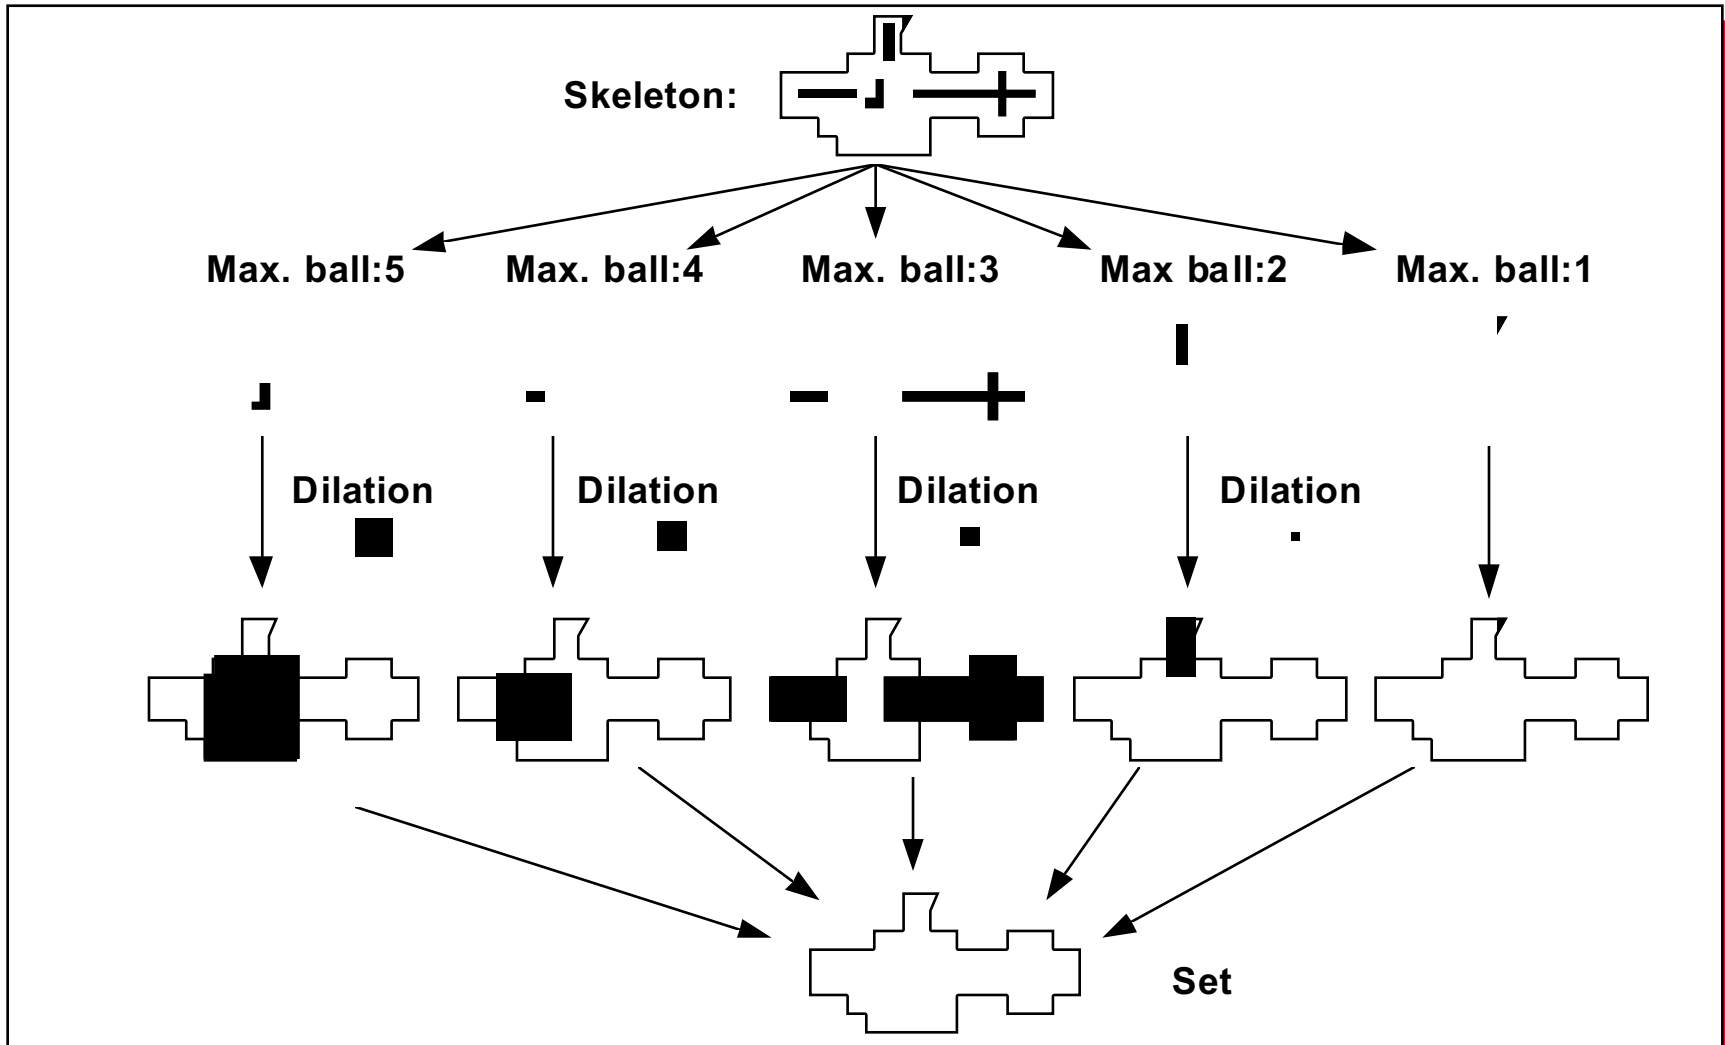 Skeleton:
Max. ball:5 Max. ball:4 Max. ball:3 Max ball:2 Max. ball:1
Dilation Dilation Dilation Dilation
Set